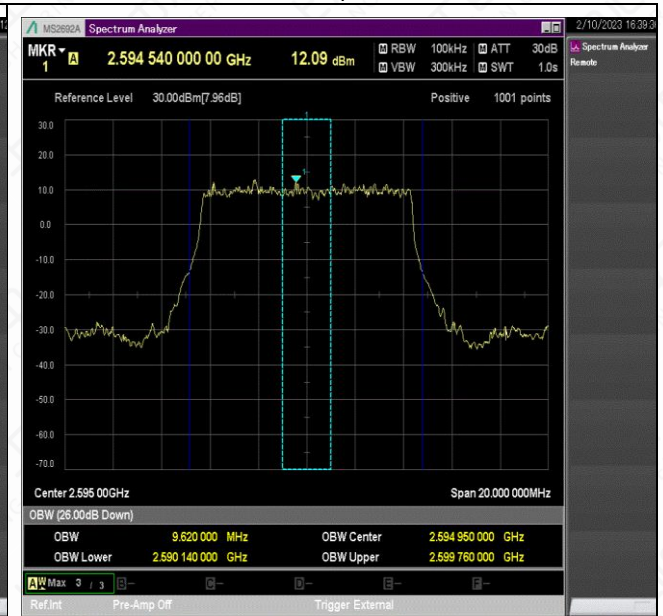 MS2692A Spectrum Analyzer 2/10/2023 16:39:3
MKR 1 A 2.594 540 000 00 GHz 12.09 dBm M RBW 100kHz M ATT 30dB
M VBW 300kHz M SWT 1.0s
Spectrum Analyzer
Remote
Reference Level 30.00dBm[7.96dB] Positive 1001 points
30.0
20.0
10.0
0.0
-10.0
-20.0
-30.0
-40.0
-50.0
-60.0
-70.0
1
1
Center 2.595 00GHz Span 20.000 000MHz
OBW (26.00dB Down)
OBW 9.620 000 MHz OBW Center 2.594 950 000 GHz
OBW Lower 2.590 140 000 GHz OBW Upper 2.599 760 000 GHz
A W Max 3 / 3 B- C- D- E- F-
Ref.Int Pre-Amp Off Trigger External